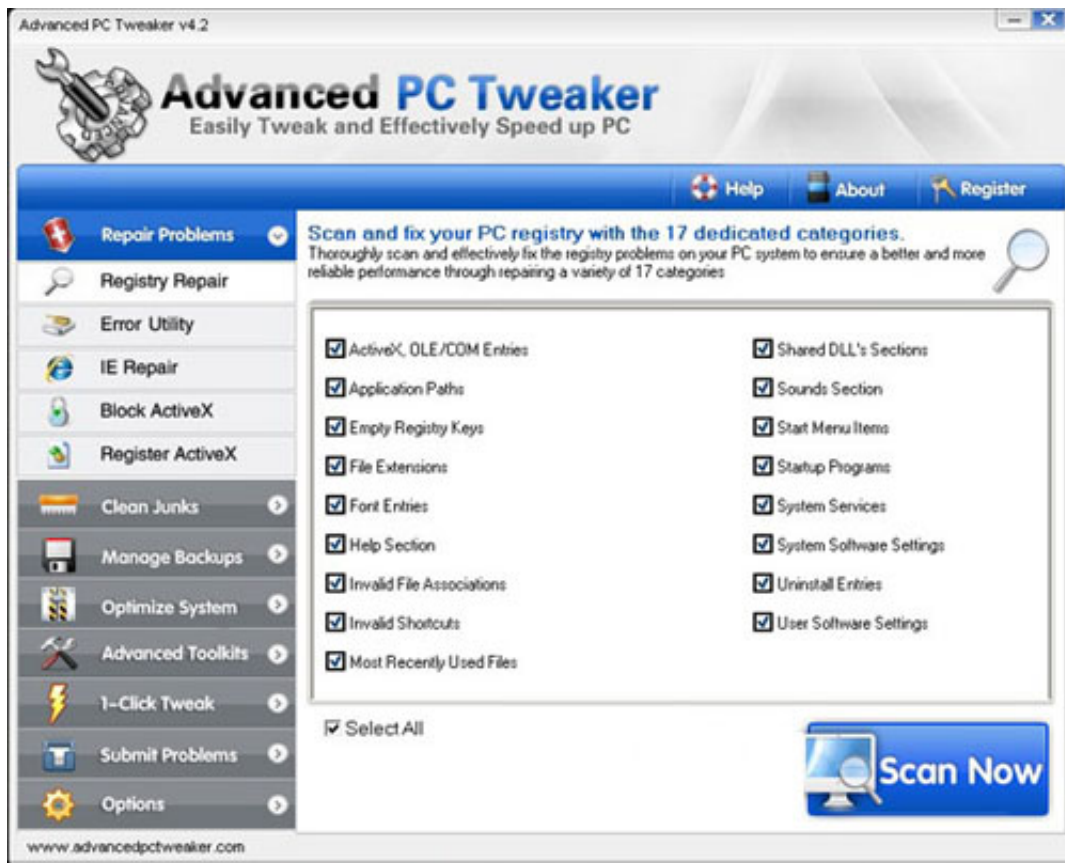 Advanced PC Tweaker v4.2
Advanced PC Tweaker
Easily Tweak and Effectively Speed up PC
Help
About
Register
Repair Problems
Registry Repair
Error Utility
IE Repair
Block ActiveX
Register ActiveX
Clean Junks
Manage Backups
Optimize System
Advanced Toolkits
1-Click Tweak
Submit Problems
Options
Scan and fix your PC registry with the 17 dedicated categories.
Thoroughly scan and effectively fix the registry problems on your PC system to ensure a better and more
reliable performance through repairing a variety of 17 categories
ActiveX, OLE/COM Entries
Application Paths
Empty Registry Keys
File Extensions
Font Entries
Help Section
Invalid File Associations
Invalid Shortcuts
Most Recently Used Files
Shared DLL's Sections
Sounds Section
Start Menu Items
Startup Programs
System Services
System Software Settings
Uninstall Entries
User Software Settings
Select All
Scan Now
www.advancedpctweaker.com